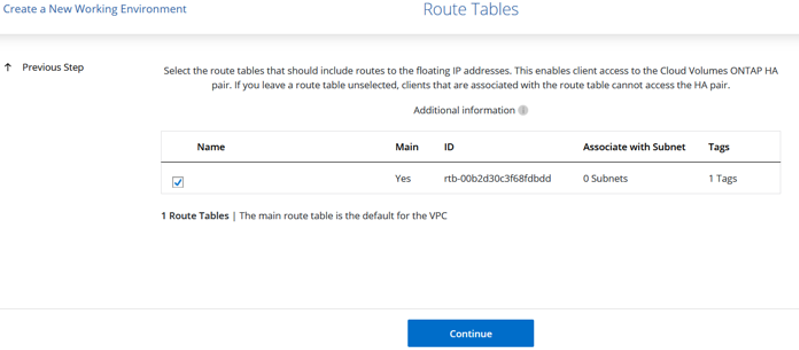 Create a New Working Environment
Route Tables
↑ Previous Step
Select the route tables that should include routes to the floating IP addresses. This enables client access to the Cloud Volumes ONTAP HA
pair. If you leave a route table unselected, clients that are associated with the route table cannot access the HA pair.
Additional information
Name Main ID Associate with Subnet Tags
Yes rtb-00b2d30c3f68fdbdd 0 Subnets 1 Tags
1 Route Tables | The main route table is the default for the VPC
Continue